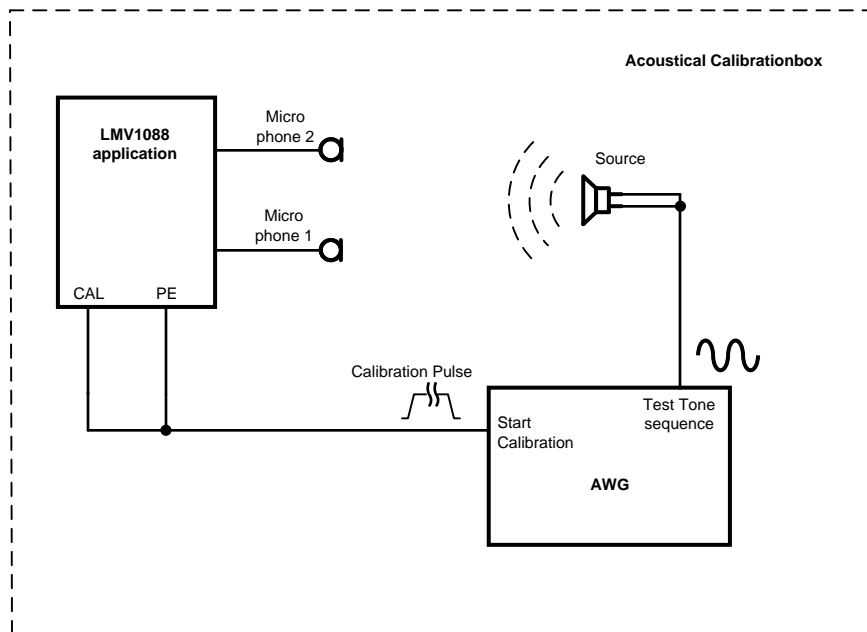 Acoustical Calibrationbox
LMV1088
application
Micro
phone 2
Source
Micro
phone 1
CAL
PE
Calibration Pulse
Start
Calibration
Test Tone
sequence
AWG